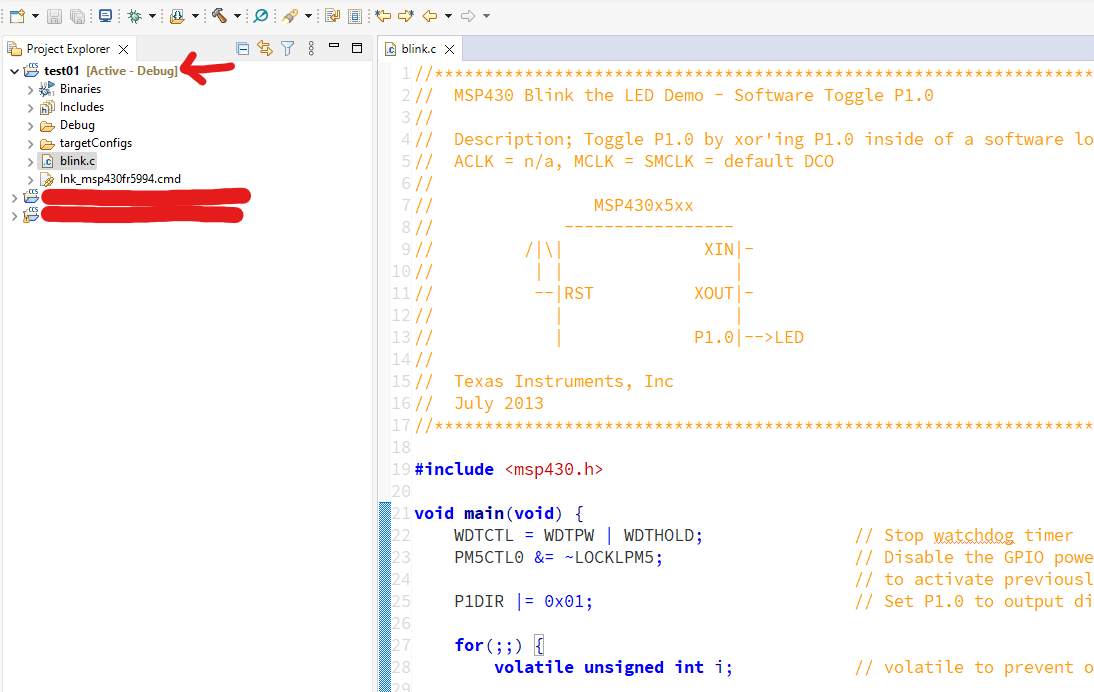 Project Explorer
test01 [Active - Debug]
Binaries
Includes
Debug
targetConfigs
blink.c
lnk_msp430fr5994.cmd
blink.c
1 //******************************************************************
2 //  MSP430 Blink the LED Demo - Software Toggle P1.0
3 //
4 //  Description; Toggle P1.0 by xor'ing P1.0 inside of a software lo
5 //  ACLK = n/a, MCLK = SMCLK = default DCO
6 //
7 //                MSP430x5xx
8 //             -----------------
9 //         /|\|              XIN|-
10 //          | |                 |
11 //          --|RST          XOUT|-
12 //            |                 |
13 //            |             P1.0|-->LED
14 //
15 //  Texas Instruments, Inc
16 //  July 2013
17 //******************************************************************
18
19 #include <msp430.h>
20
21 void main(void) {
22     WDTCTL = WDTPW | WDTHOLD;               // Stop watchdog timer
23     PM5CTL0 &= ~LOCKLPM5;                   // Disable the GPIO powe
24                                             // to activate previousl
25     P1DIR |= 0x01;                          // Set P1.0 to output di
26
27     for(;;) {
28         volatile unsigned int i;            // volatile to prevent o
29